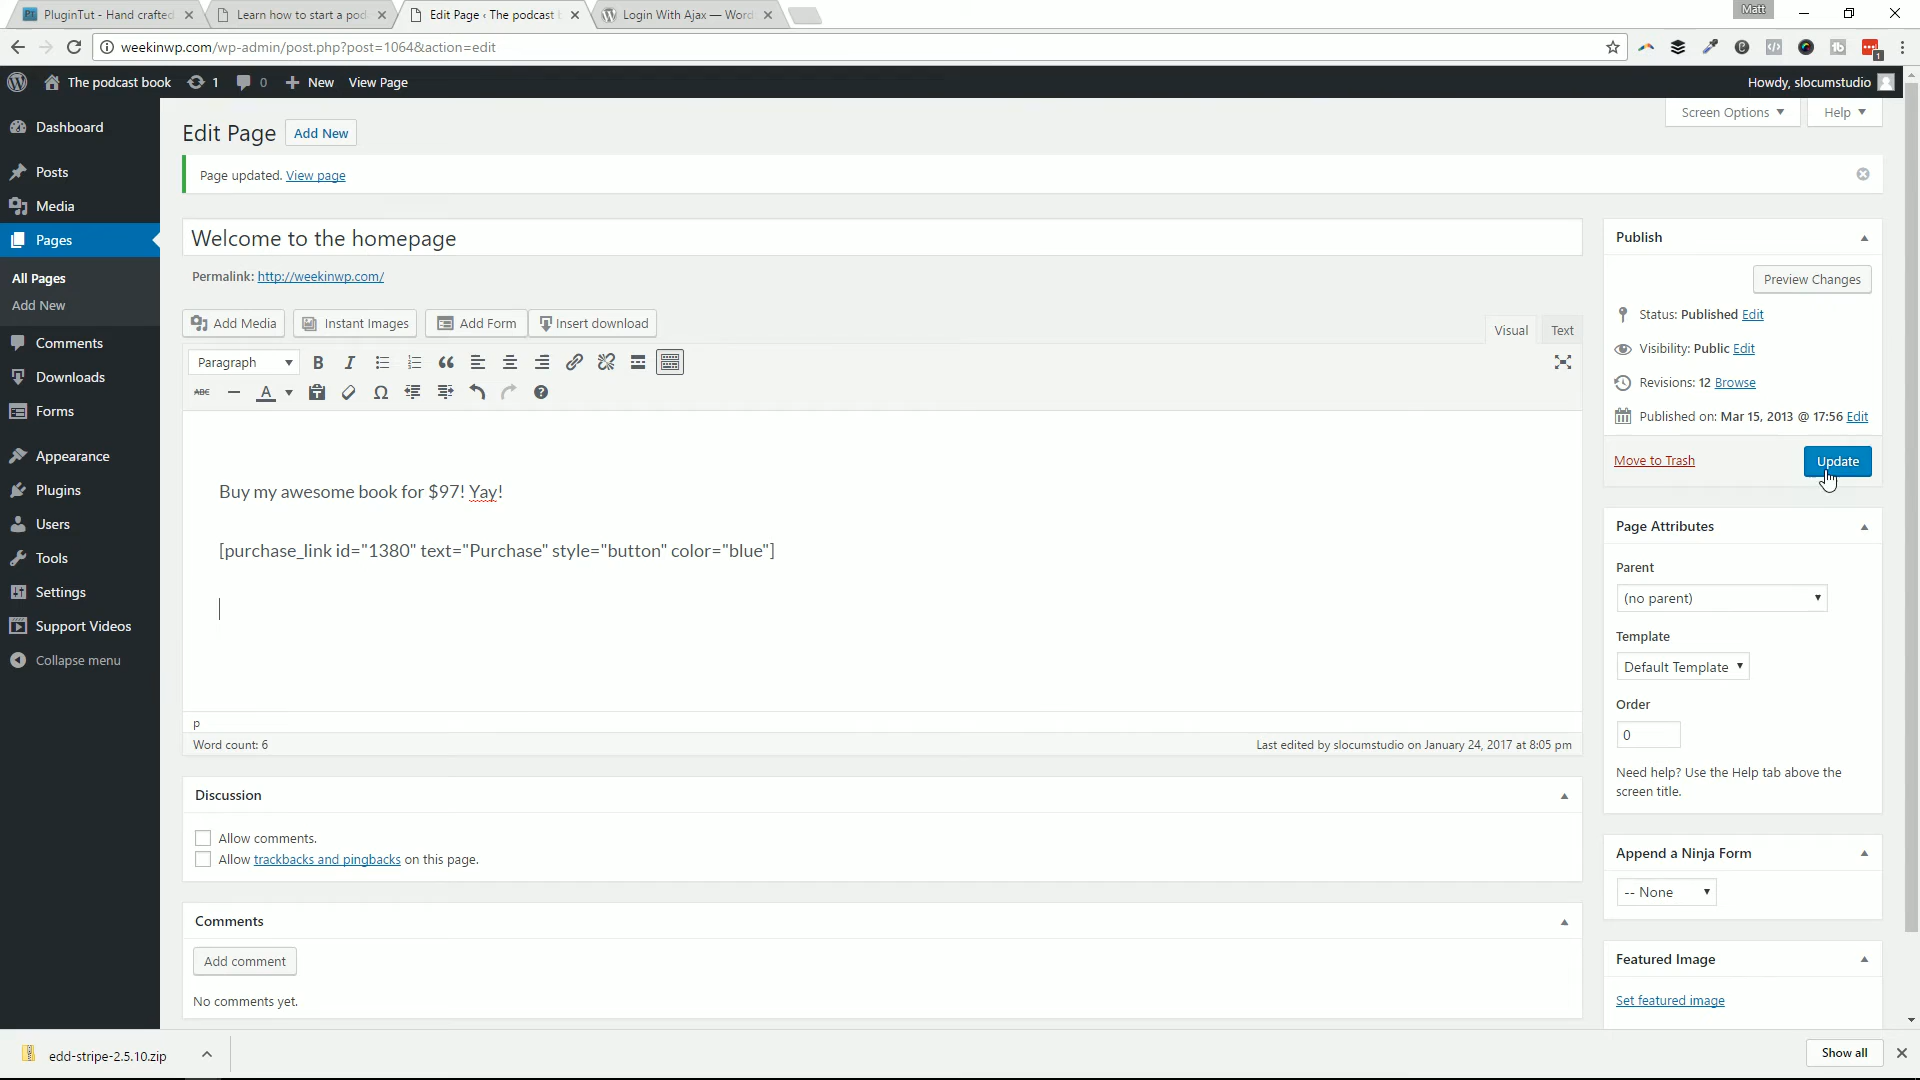 PluginTut - Hand crafted
Learn how to start a pod
Edit Page ‹ The podcast b
Login With Ajax — Word
Matt
weekinwp.com/wp-admin/post.php?post=1064&action=edit
1
The podcast book
1
0
New
View Page
Howdy, slocumstudio
Dashboard
Posts
Media
Pages
All Pages
Add New
Comments
Downloads
Forms
Appearance
Plugins
Users
Tools
Settings
Support Videos
Collapse menu
Screen Options
Help
Edit Page
Add New
Page updated. View page
Welcome to the homepage
Permalink: http://weekinwp.com/
Add Media
Instant Images
Add Form
Insert download
Visual
Text
Paragraph
B
I
ABC
A
Ω
Buy my awesome book for $97! Yay!
[purchase_link id="1380" text="Purchase" style="button" color="blue"]
p
Word count: 6
Last edited by slocumstudio on January 24, 2017 at 8:05 pm
Discussion
Allow comments.
Allow trackbacks and pingbacks on this page.
Comments
Add comment
No comments yet.
Publish
Preview Changes
Status: Published Edit
Visibility: Public Edit
Revisions: 12 Browse
Published on: Mar 15, 2013 @ 17:56 Edit
Move to Trash
Update
Page Attributes
Parent
(no parent)
Template
Default Template
Order
0
Need help? Use the Help tab above the
screen title.
Append a Ninja Form
-- None
Featured Image
Set featured image
edd-stripe-2.5.10.zip
Show all